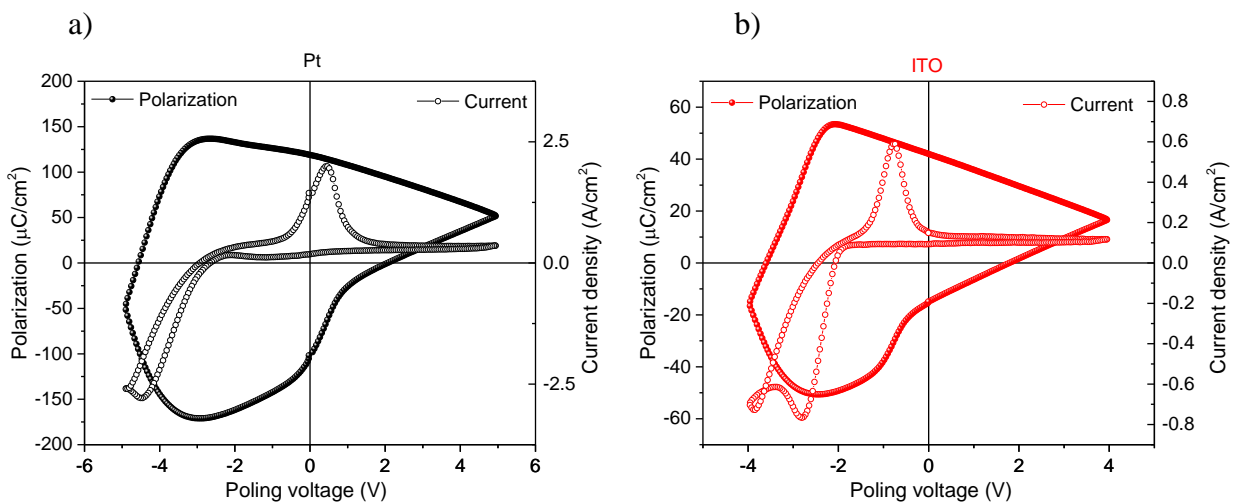 a)
Pt
Polarization
Current
200
150
100
50
0
-50
-100
-150
-200
2.5
0.0
-2.5
-6
-4
-2
0
2
4
6
Polarization (μC/cm²)
Current density (A/cm²)
Poling voltage (V)
b)
ITO
Polarization
Current
60
40
20
0
-20
-40
-60
0.8
0.6
0.4
0.2
0.0
-0.2
-0.4
-0.6
-0.8
-4
-2
0
2
4
Polarization (μC/cm²)
Current density (A/cm²)
Poling voltage (V)